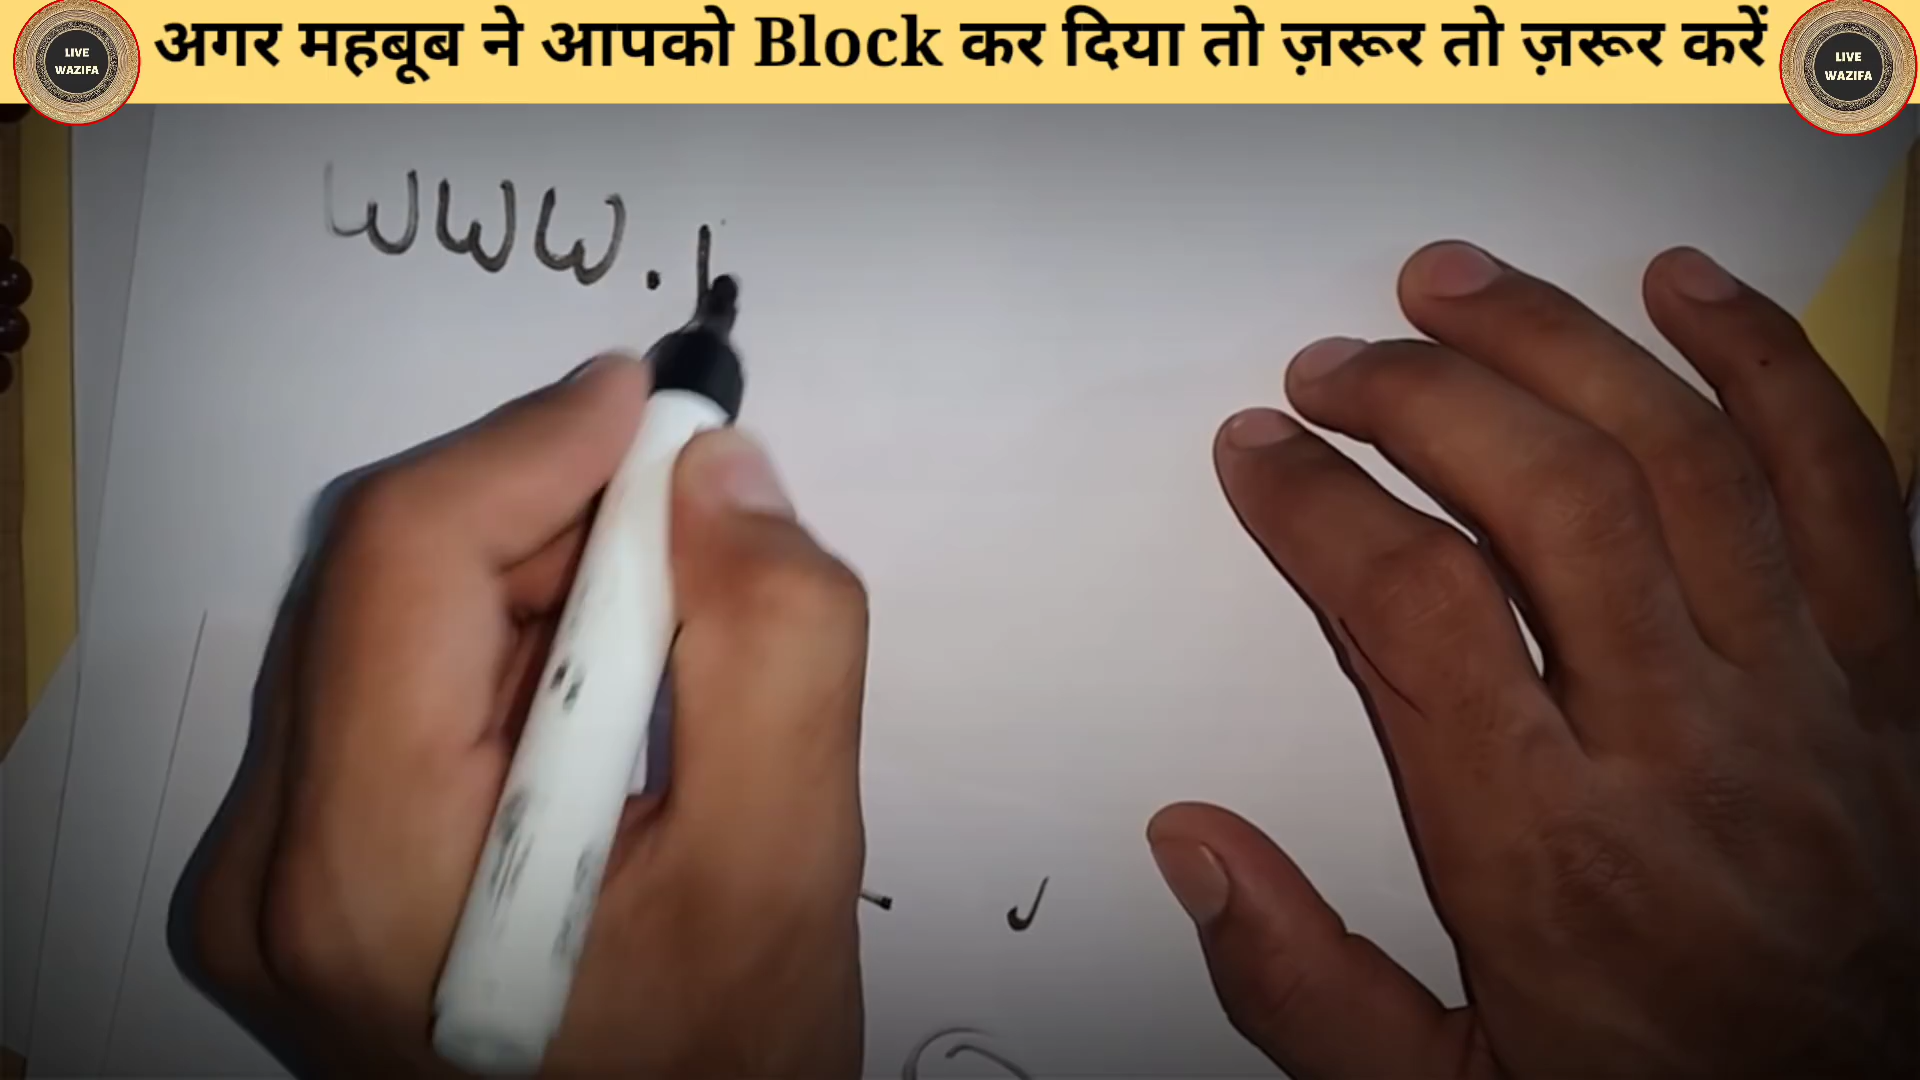 अगर महबूब ने आपको Block कर दिया तो ज़रूर तो ज़रूर करें
LIVE
WAZIFA
LIVE
WAZIFA
www.